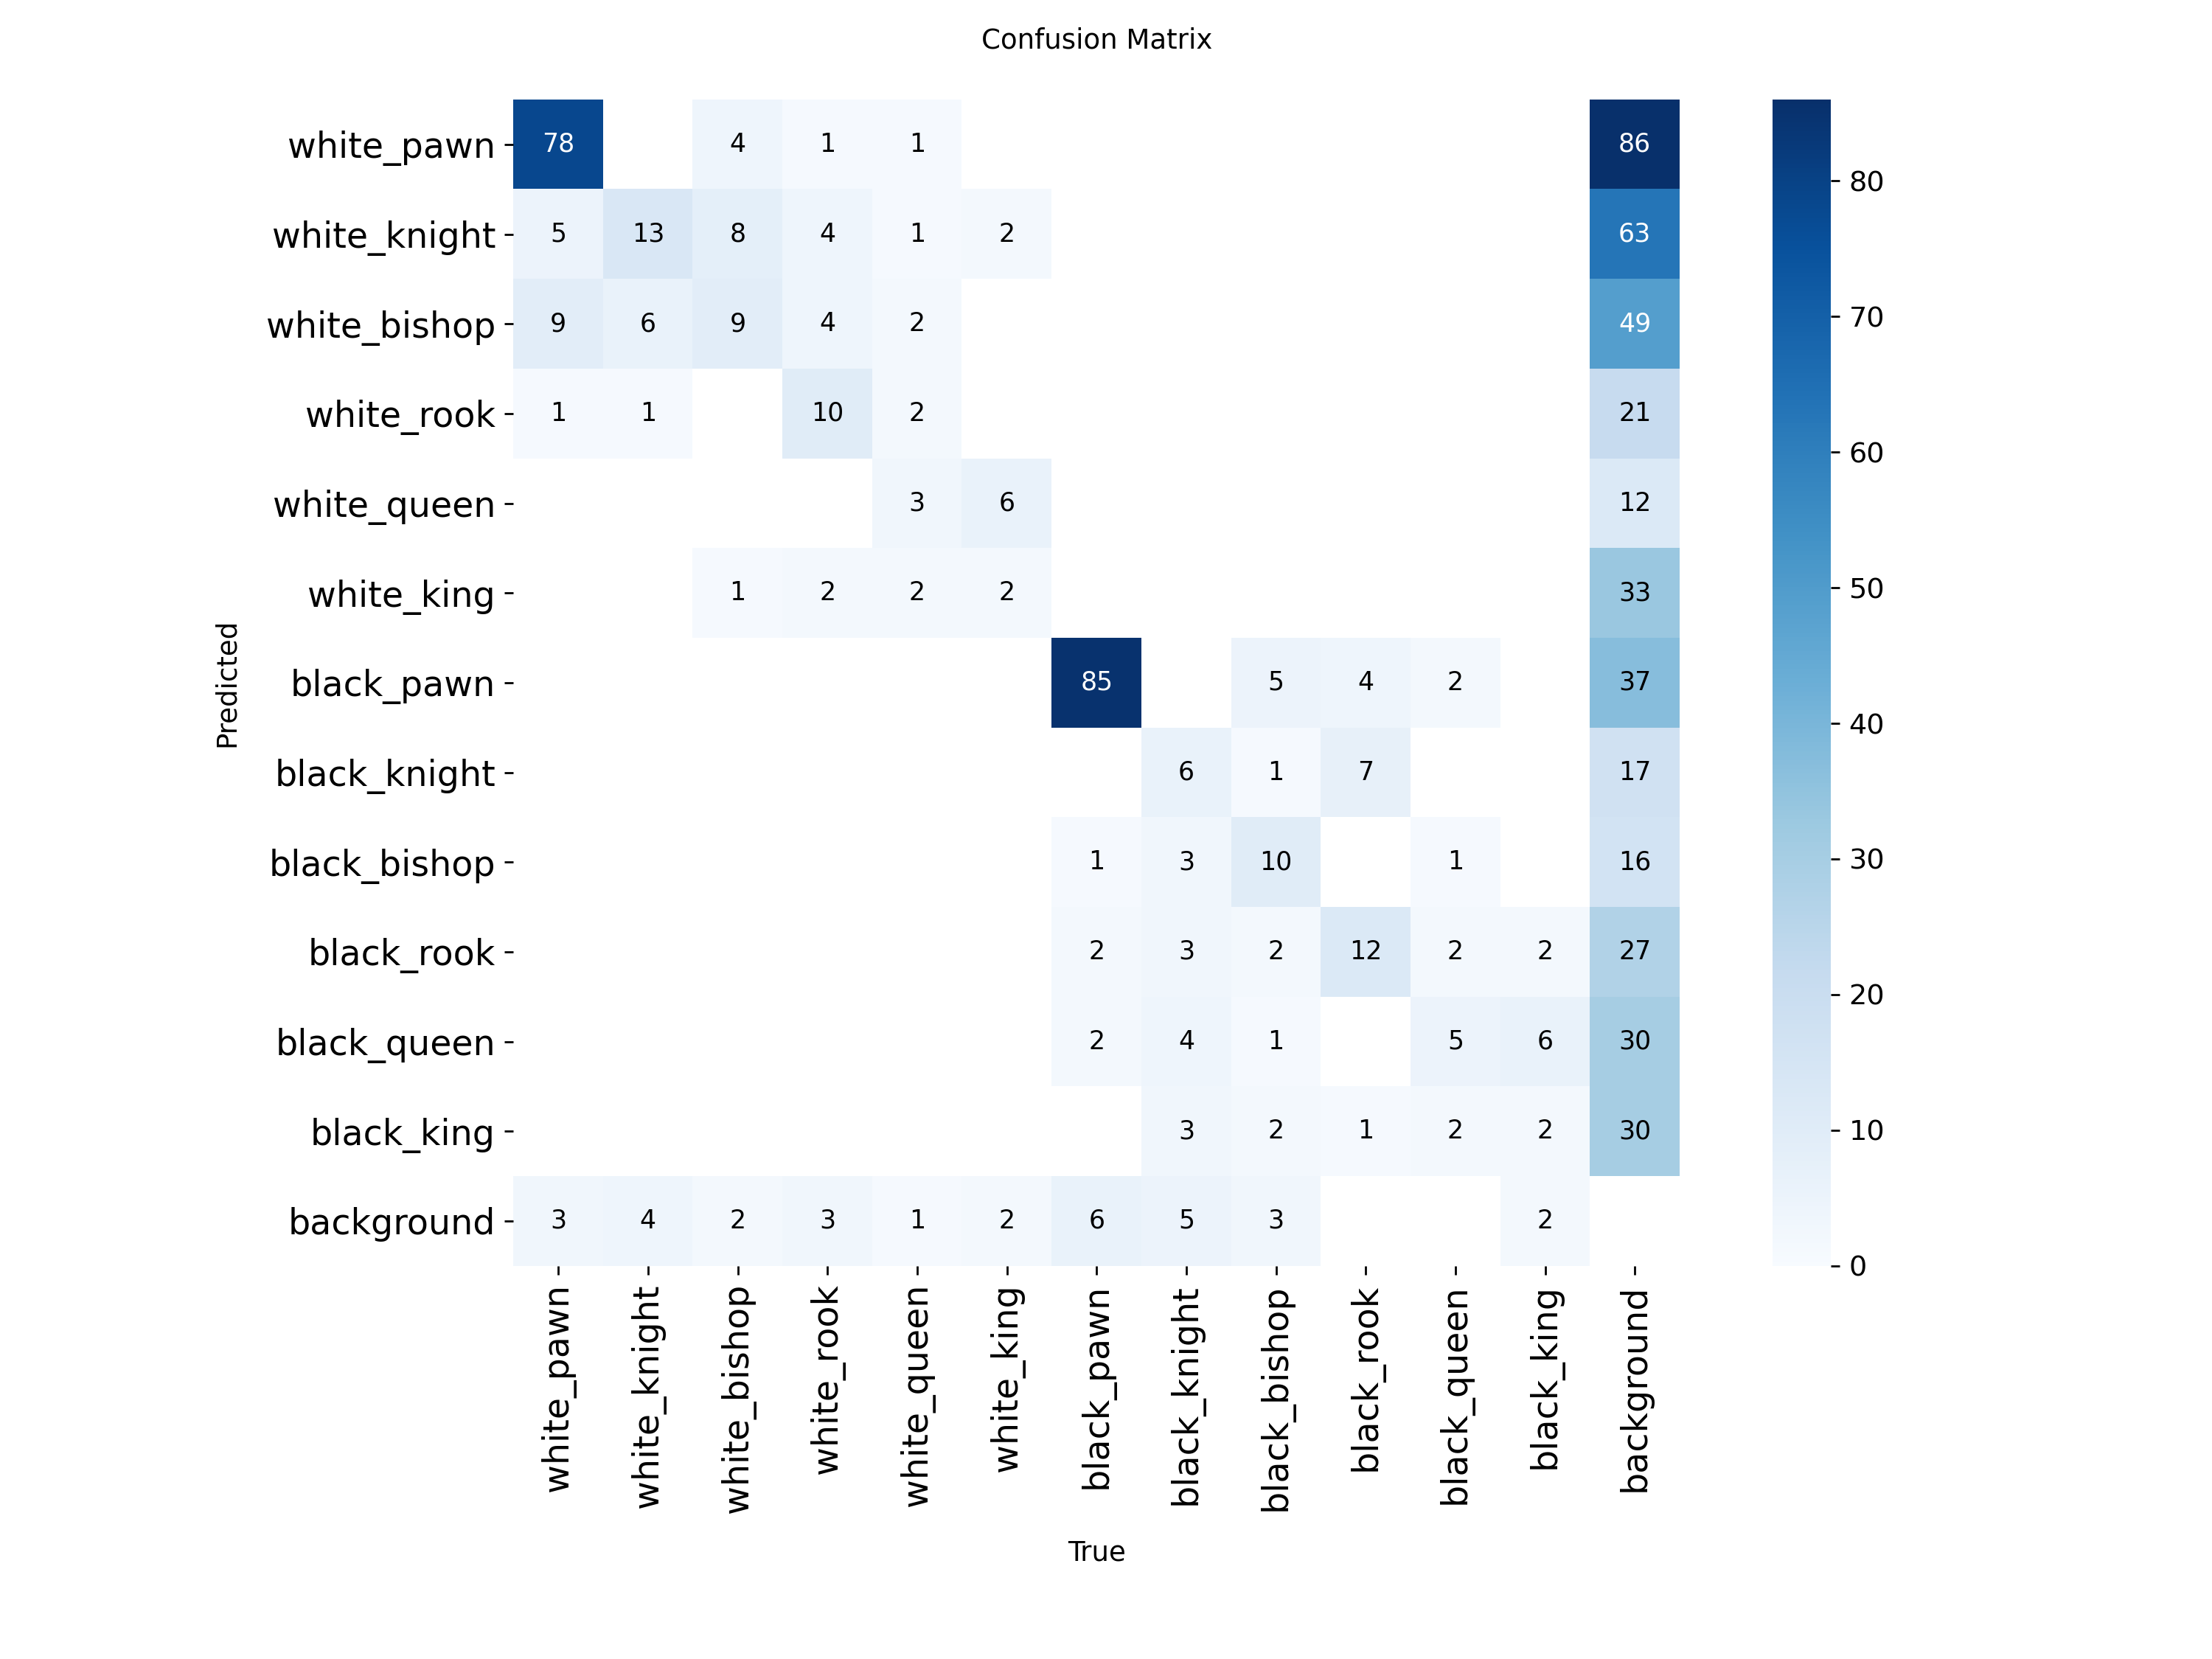 Confusion Matrix
white_pawn 78 4 1 1 86
white_knight 5 13 8 4 1 2 63
white_bishop 9 6 9 4 2 49
white_rook 1 1 10 2 21
white_queen 3 6 12
white_king 1 2 2 2 33
black_pawn 85 5 4 2 37
black_knight 6 1 7 17
black_bishop 1 3 10 1 16
black_rook 2 3 2 12 2 2 27
black_queen 2 4 1 5 6 30
black_king 3 2 1 2 2 30
background 3 4 2 3 1 2 6 5 3 2
Predicted
white_pawn
white_knight
white_bishop
white_rook
white_queen
white_king
black_pawn
black_knight
black_bishop
black_rook
black_queen
black_king
background
True
80
70
60
50
40
30
20
10
0